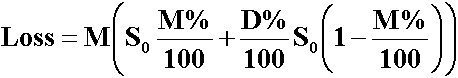 Loss = M(S₀ M%/100 + D%/100 S₀(1 − M%/100))